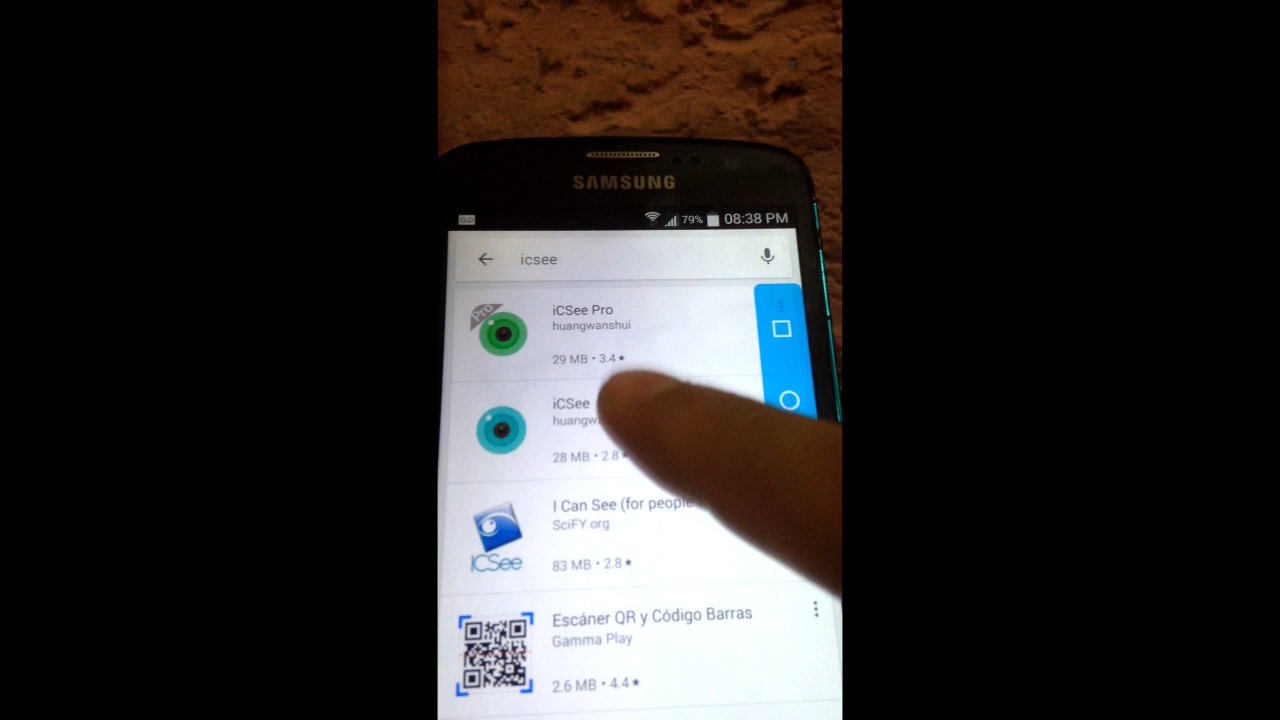 SAMSUNG
79% 08:38 PM
icsee
Pro
iCSee Pro
huangwanshui
29 MB • 3.4★
iCSee
28 MB • 2.8★
I Can See (for people
SciFY.org
ICSee
83 MB • 2.8★
Escáner QR y Código Barras
Gamma Play
2.6 MB • 4.4★